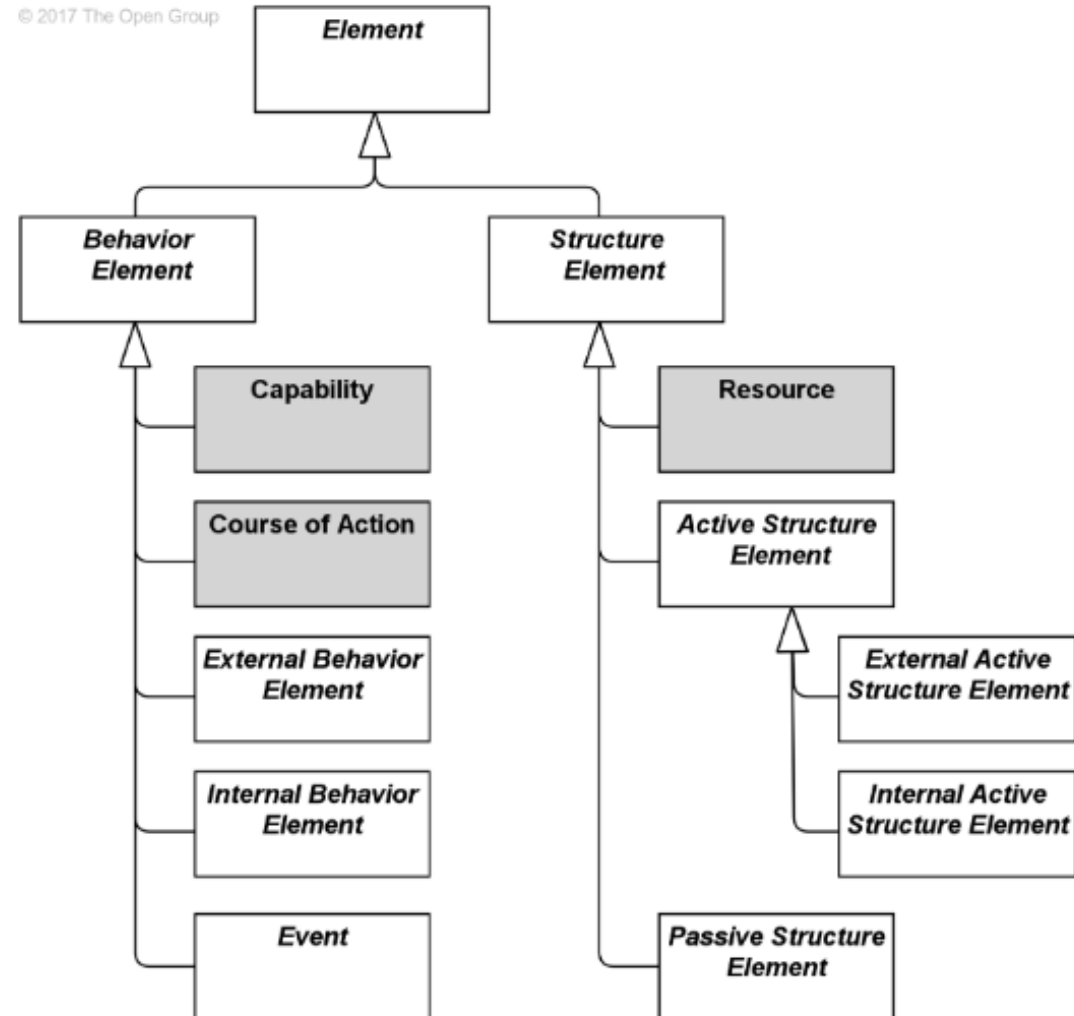 © 2017 The Open Group
Element
Behavior
Element
Structure
Element
Capability
Resource
Course of Action
Active Structure
Element
External Behavior
Element
External Active
Structure Element
Internal Behavior
Element
Internal Active
Structure Element
Event
Passive Structure
Element